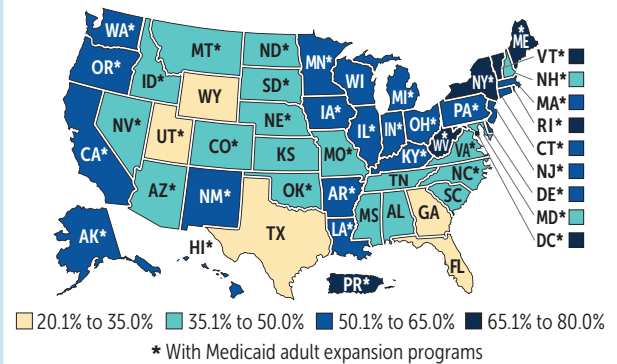 WA*
OR*
CA*
AK*
HI*
NV*
ID*
MT*
WY
UT*
AZ*
CO*
NM*
ND*
SD*
NE*
KS
OK*
TX
MN*
IA*
MO*
AR*
LA*
WI
IL*
MI*
IN*
OH*
KY*
TN
MS
AL
GA
FL
SC
NC*
VA*
WV*
PA*
NY*
ME*
VT*
NH*
MA*
RI*
CT*
NJ*
DE*
MD*
DC*
PR*
20.1% to 35.0% 35.1% to 50.0% 50.1% to 65.0% 65.1% to 80.0%
* With Medicaid adult expansion programs